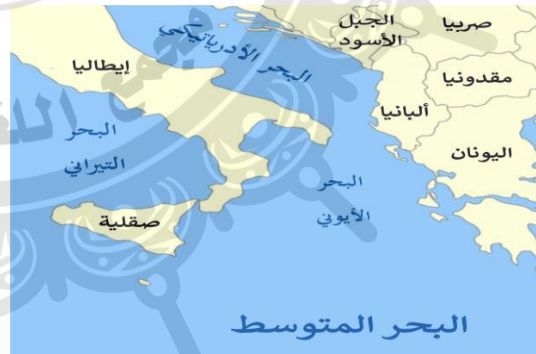 صربيا
الجبل
الأسود
البحر الأدرياتيكي
إيطاليا
مقدونيا
ألبانيا
البحر
التيراني
اليونان
البحر
الأيوني
صقلية
البحر المتوسط